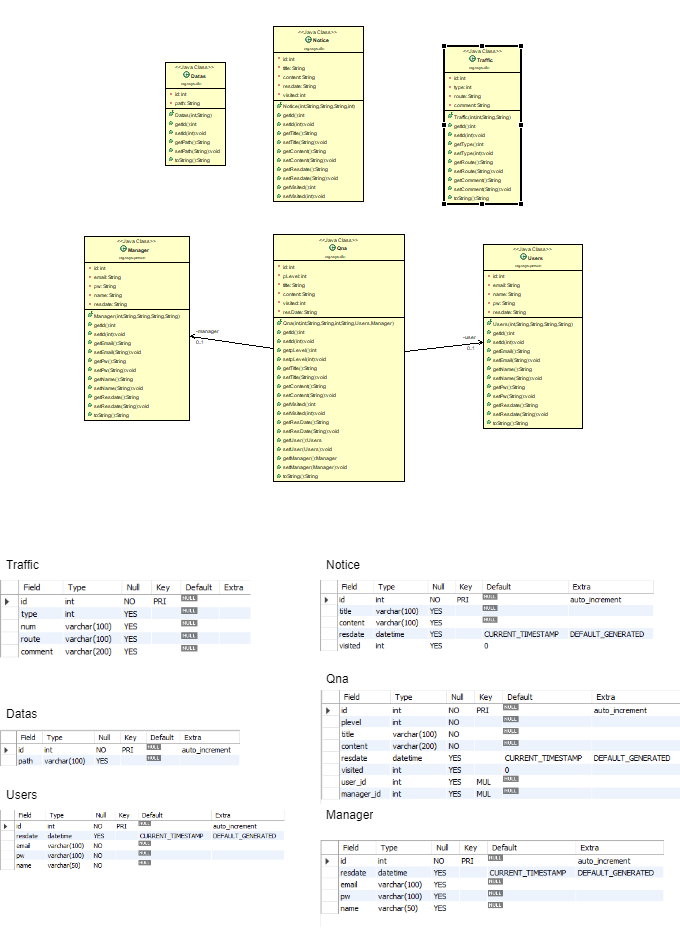 <<Java Class>>
Datas
id:int
path:String
Datas(int,String)
getId():int
setId(int):void
getPath():String
setPath(String):void
toString():String
<<Java Class>>
Notice
id:int
title:String
content:String
resdate:String
visited:int
Notice(int,String,String,String,int)
getId():int
setId(int):void
getTitle():String
setTitle(String):void
getContent():String
setContent(String):void
getResdate():String
setResdate(String):void
getVisited():int
setVisited(int):void
<<Java Class>>
Traffic
id:int
type:int
route:String
comment:String
Traffic(int,int,String,String)
getId():int
setId(int):void
getType():int
setType(int):void
getRoute():String
setRoute(String):void
getComment():String
setComment(String):void
toString():String
<<Java Class>>
Manager
id:int
email:String
pw:String
name:String
resdate:String
Manager(int,String,String,String,String)
getId():int
setId(int):void
getEmail():String
setEmail(String):void
getPw():String
setPw(String):void
getName():String
setName(String):void
getResdate():String
setResdate(String):void
toString():String
-manager
0..1
<<Java Class>>
Qna
id:int
pLevel:int
title:String
content:String
visited:int
resDate:String
Qna(int,int,String,String,int,String,Users,Manager)
getId():int
setId(int):void
getpLevel():int
setpLevel(int):void
getTitle():String
setTitle(String):void
getContent():String
setContent(String):void
getVisited():int
setVisited(int):void
getResDate():String
setResDate(String):void
getUser():Users
setUser(Users):void
getManager():Manager
setManager(Manager):void
toString():String
-user
0..1
<<Java Class>>
Users
id:int
email:String
name:String
pw:String
resdate:String
Users(int,String,String,String,String)
getId():int
setId(int):void
getEmail():String
setEmail(String):void
getName():String
setName(String):void
getPw():String
setPw(String):void
getResdate():String
setResdate(String):void
toString():String
Traffic
Field Type Null Key Default Extra
id int NO PRI NULL
type int YES NULL
num varchar(100) YES NULL
route varchar(100) YES NULL
comment varchar(200) YES NULL
Datas
Field Type Null Key Default Extra
id int NO PRI NULL auto_increment
path varchar(100) YES NULL
Users
Field Type Null Key Default Extra
id int NO PRI NULL auto_increment
resdate datetime YES CURRENT_TIMESTAMP DEFAULT_GENERATED
email varchar(100) NO NULL
pw varchar(100) NO NULL
name varchar(50) NO NULL
Notice
Field Type Null Key Default Extra
id int NO PRI NULL auto_increment
title varchar(100) YES NULL
content varchar(100) YES NULL
resdate datetime YES CURRENT_TIMESTAMP DEFAULT_GENERATED
visited int YES 0
Qna
Field Type Null Key Default Extra
id int NO PRI NULL auto_increment
plevel int NO NULL
title varchar(100) NO NULL
content varchar(200) NO NULL
resdate datetime YES CURRENT_TIMESTAMP DEFAULT_GENERATED
visited int YES 0
user_id int YES MUL NULL
manager_id int YES MUL NULL
Manager
Field Type Null Key Default Extra
id int NO PRI NULL auto_increment
resdate datetime YES CURRENT_TIMESTAMP DEFAULT_GENERATED
email varchar(100) YES NULL
pw varchar(100) YES NULL
name varchar(50) YES NULL